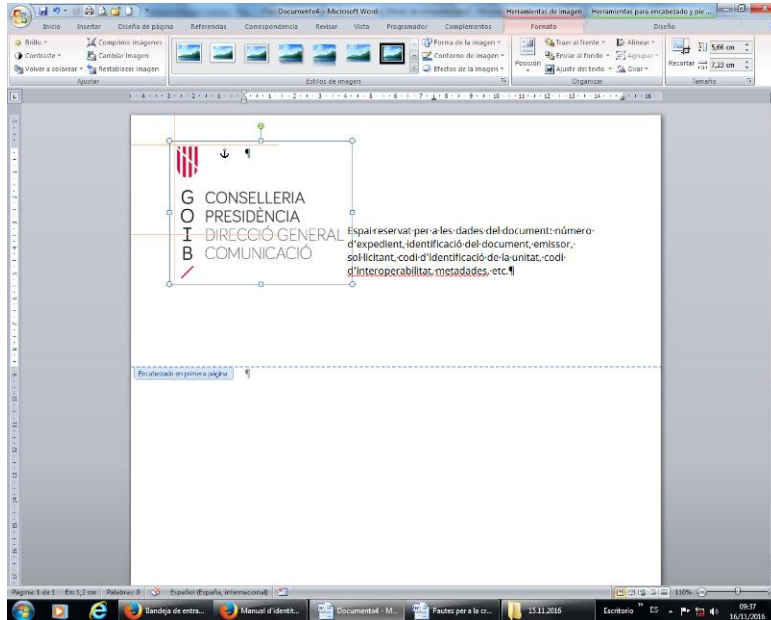 Documento4 - Microsoft Word
Herramientas de imagen
Herramientas para encabezado y pie ...
Inicio Insertar Diseño de página Referencias Correspondencia Revisar Vista Programador Complementos Formato Diseño
Brillo
Contraste
Volver a colorear
Comprimir imágenes
Cambiar imagen
Restablecer imagen
Ajustar
Estilos de imagen
Forma de la imagen
Contorno de imagen
Efectos de la imagen
Posición
Traer al frente
Enviar al fondo
Ajuste del texto
Alinear
Agrupar
Girar
Organizar
Recortar
5,66 cm
7,23 cm
Tamaño
G CONSELLERIA
O PRESIDÈNCIA
I DIRECCIÓ GENERAL
B COMUNICACIÓ
Espai reservat per a les dades del document: número
d'expedient, identificació del document, emissor,
sol·licitant, codi d'identificació de la unitat, codi
d'interoperabilitat, metadades, etc.¶
Encabezado en primera página
Página: 1 de 1 En: 1,2 cm Palabras: 0 Español (España, internacional) 110%
Bandeja de entra... Manual d'identit... Documento4 - M... Pautes per a la cr... 15.11.2016 Escritorio ES 09:37
16/11/2016